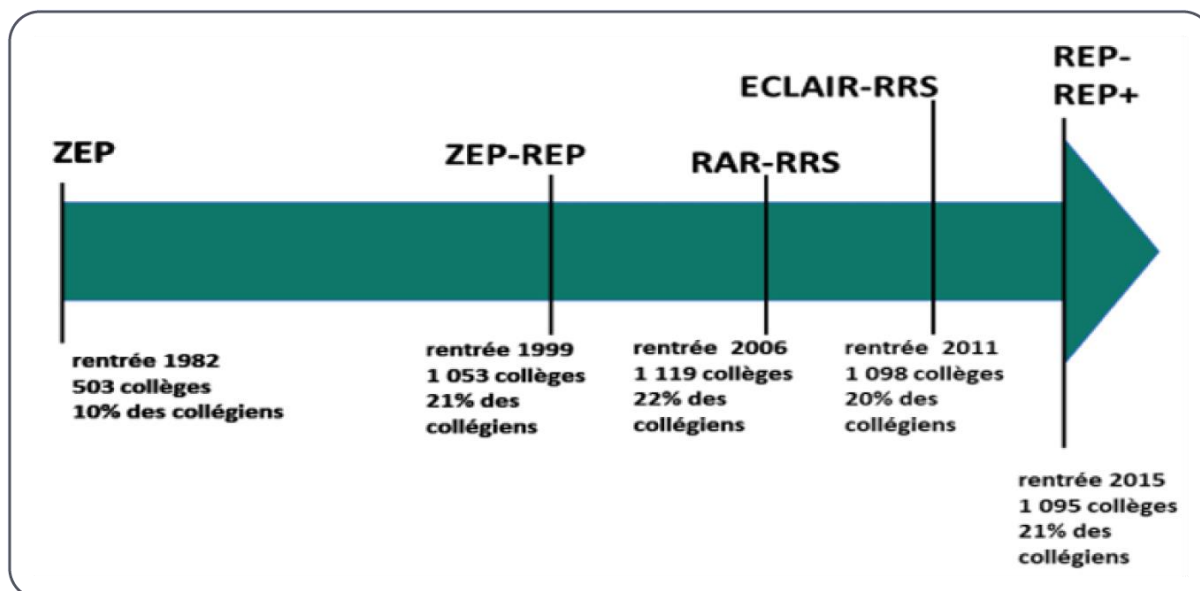 ZEP
rentrée 1982
503 collèges
10% des collégiens
ZEP-REP
rentrée 1999
1 053 collèges
21% des
collégiens
RAR-RRS
rentrée  2006
1 119 collèges
22% des
collégiens
ECLAIR-RRS
rentrée  2011
1 098 collèges
20% des
collégiens
REP-
REP+
rentrée 2015
1 095 collèges
21% des
collégiens